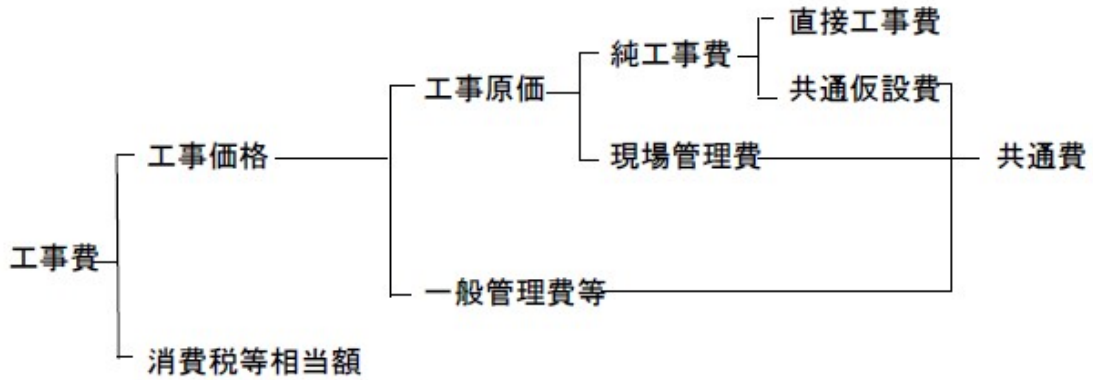 直接工事費
純工事費
工事原価
共通仮設費
工事価格
現場管理費
共通費
工事費
一般管理費等
消費税等相当額